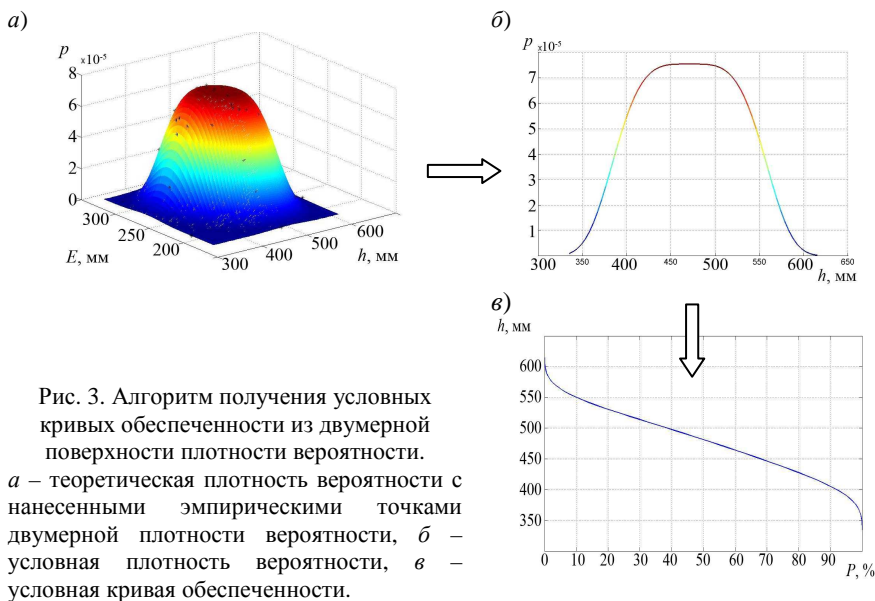 а)
p
x10⁻⁵
8
6
4
2
0
300
250
200
E, мм
300
400
500
600
h, мм
б)
p
x10⁻⁵
7
6
5
4
3
2
1
300
350
400
450
500
550
600
650
h, мм
в)
h, мм
600
550
500
450
400
350
0 10 20 30 40 50 60 70 80 90
P, %
Рис. 3. Алгоритм получения условных
кривых обеспеченности из двумерной
поверхности плотности вероятности.
а – теоретическая плотность вероятности с
нанесенными эмпирическими точками
двумерной плотности вероятности, б –
условная плотность вероятности, в –
условная кривая обеспеченности.